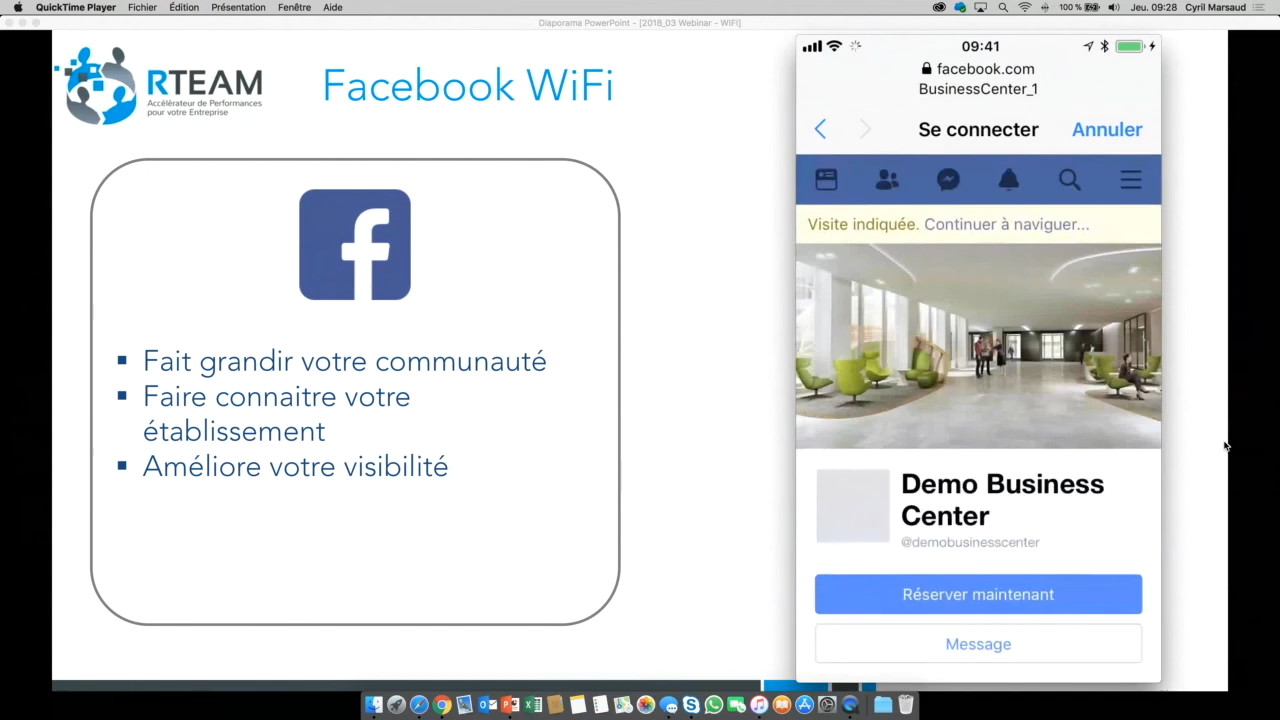 QuickTime Player Fichier Édition Présentation Fenêtre Aide 100 % Jeu. 09:28 Cyril Marsaud
Diaporama PowerPoint - [2018_03 Webinar - WIFI]
RTEAM
Accélérateur de Performances
pour votre Entreprise
Facebook WiFi
Fait grandir votre communauté
Faire connaitre votre
établissement
Améliore votre visibilité
09:41
facebook.com
BusinessCenter_1
Se connecter
Annuler
Visite indiquée. Continuer à naviguer...
Demo Business
Center
@demobusinesscenter
Réserver maintenant
Message